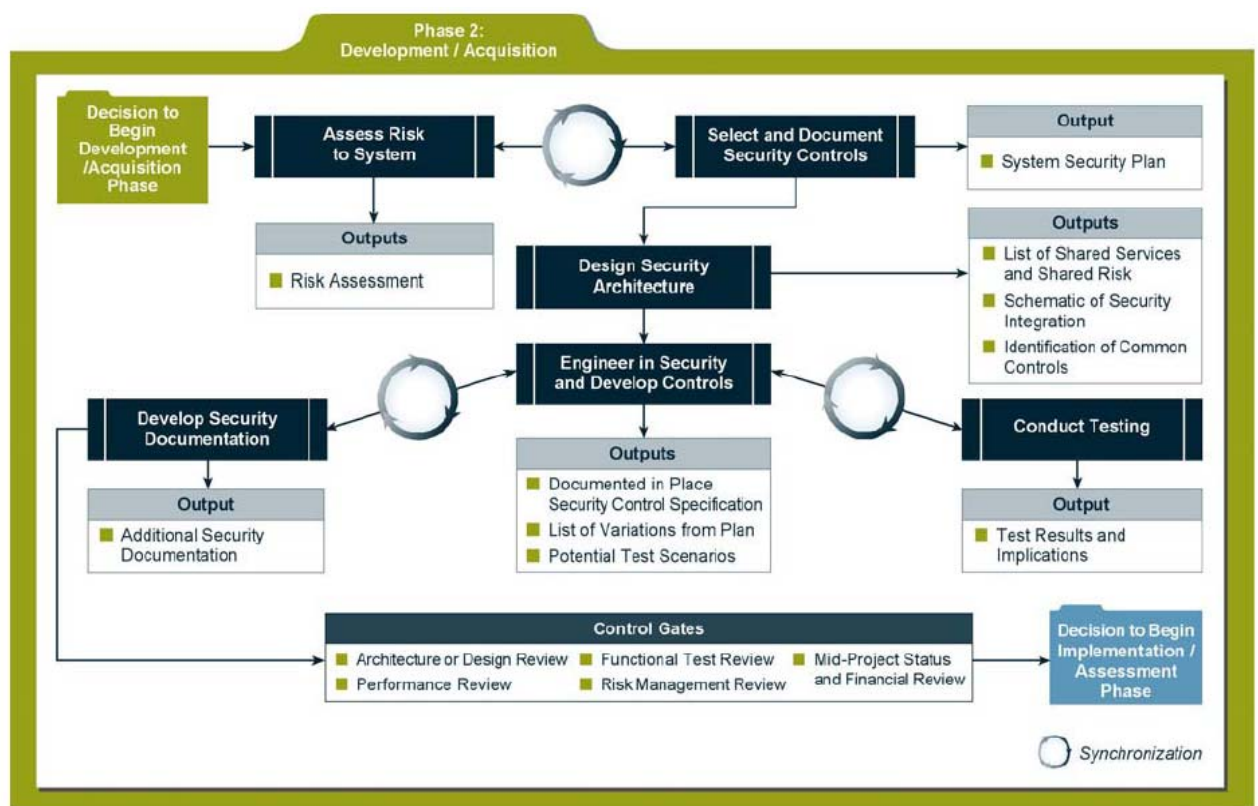 Phase 2:
Development / Acquisition
Decision to
Begin
Development
/Acquisition
Phase
Assess Risk
to System
Select and Document
Security Controls
Output
System Security Plan
Outputs
Risk Assessment
Design Security
Architecture
Outputs
List of Shared Services
and Shared Risk
Schematic of Security
Integration
Identification of Common
Controls
Engineer in Security
and Develop Controls
Develop Security
Documentation
Conduct Testing
Output
Additional Security
Documentation
Outputs
Documented in Place
Security Control Specification
List of Variations from Plan
Potential Test Scenarios
Output
Test Results and
Implications
Control Gates
Architecture or Design Review
Performance Review
Functional Test Review
Risk Management Review
Mid-Project Status
and Financial Review
Decision to Begin
Implementation /
Assessment
Phase
Synchronization